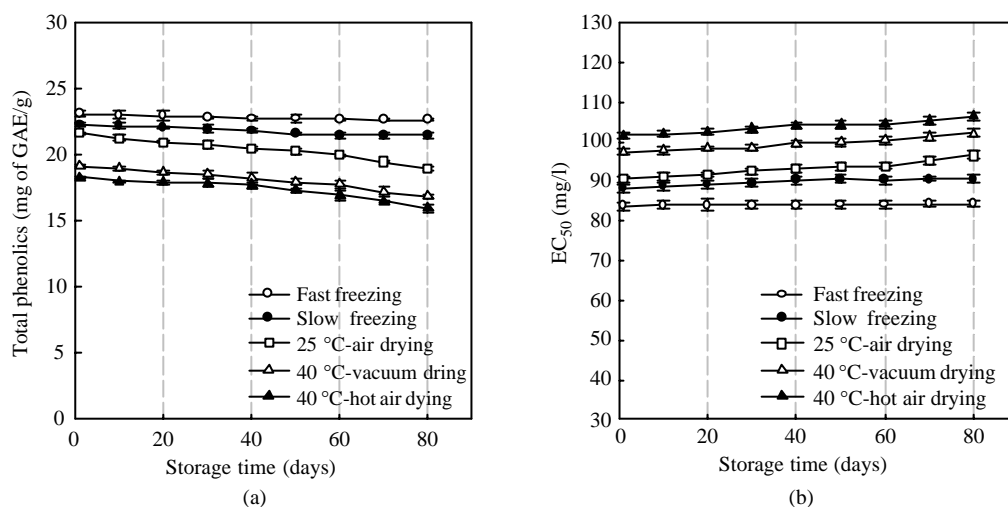 30
25
20
15
10
5
0
Total phenolics (mg of GAE/g)
Fast freezing
Slow freezing
25 °C-air drying
40 °C-vacuum dring
40 °C-hot air dying
0 20 40 60 80
Storage time (days)
(a)
130
120
110
100
90
80
70
60
50
40
30
EC50 (mg/l)
Fast freezing
Slow freezing
25 °C-air drying
40 °C-vacuum drying
40 °C-hot air drying
0 20 40 60 80
Storage time (days)
(b)